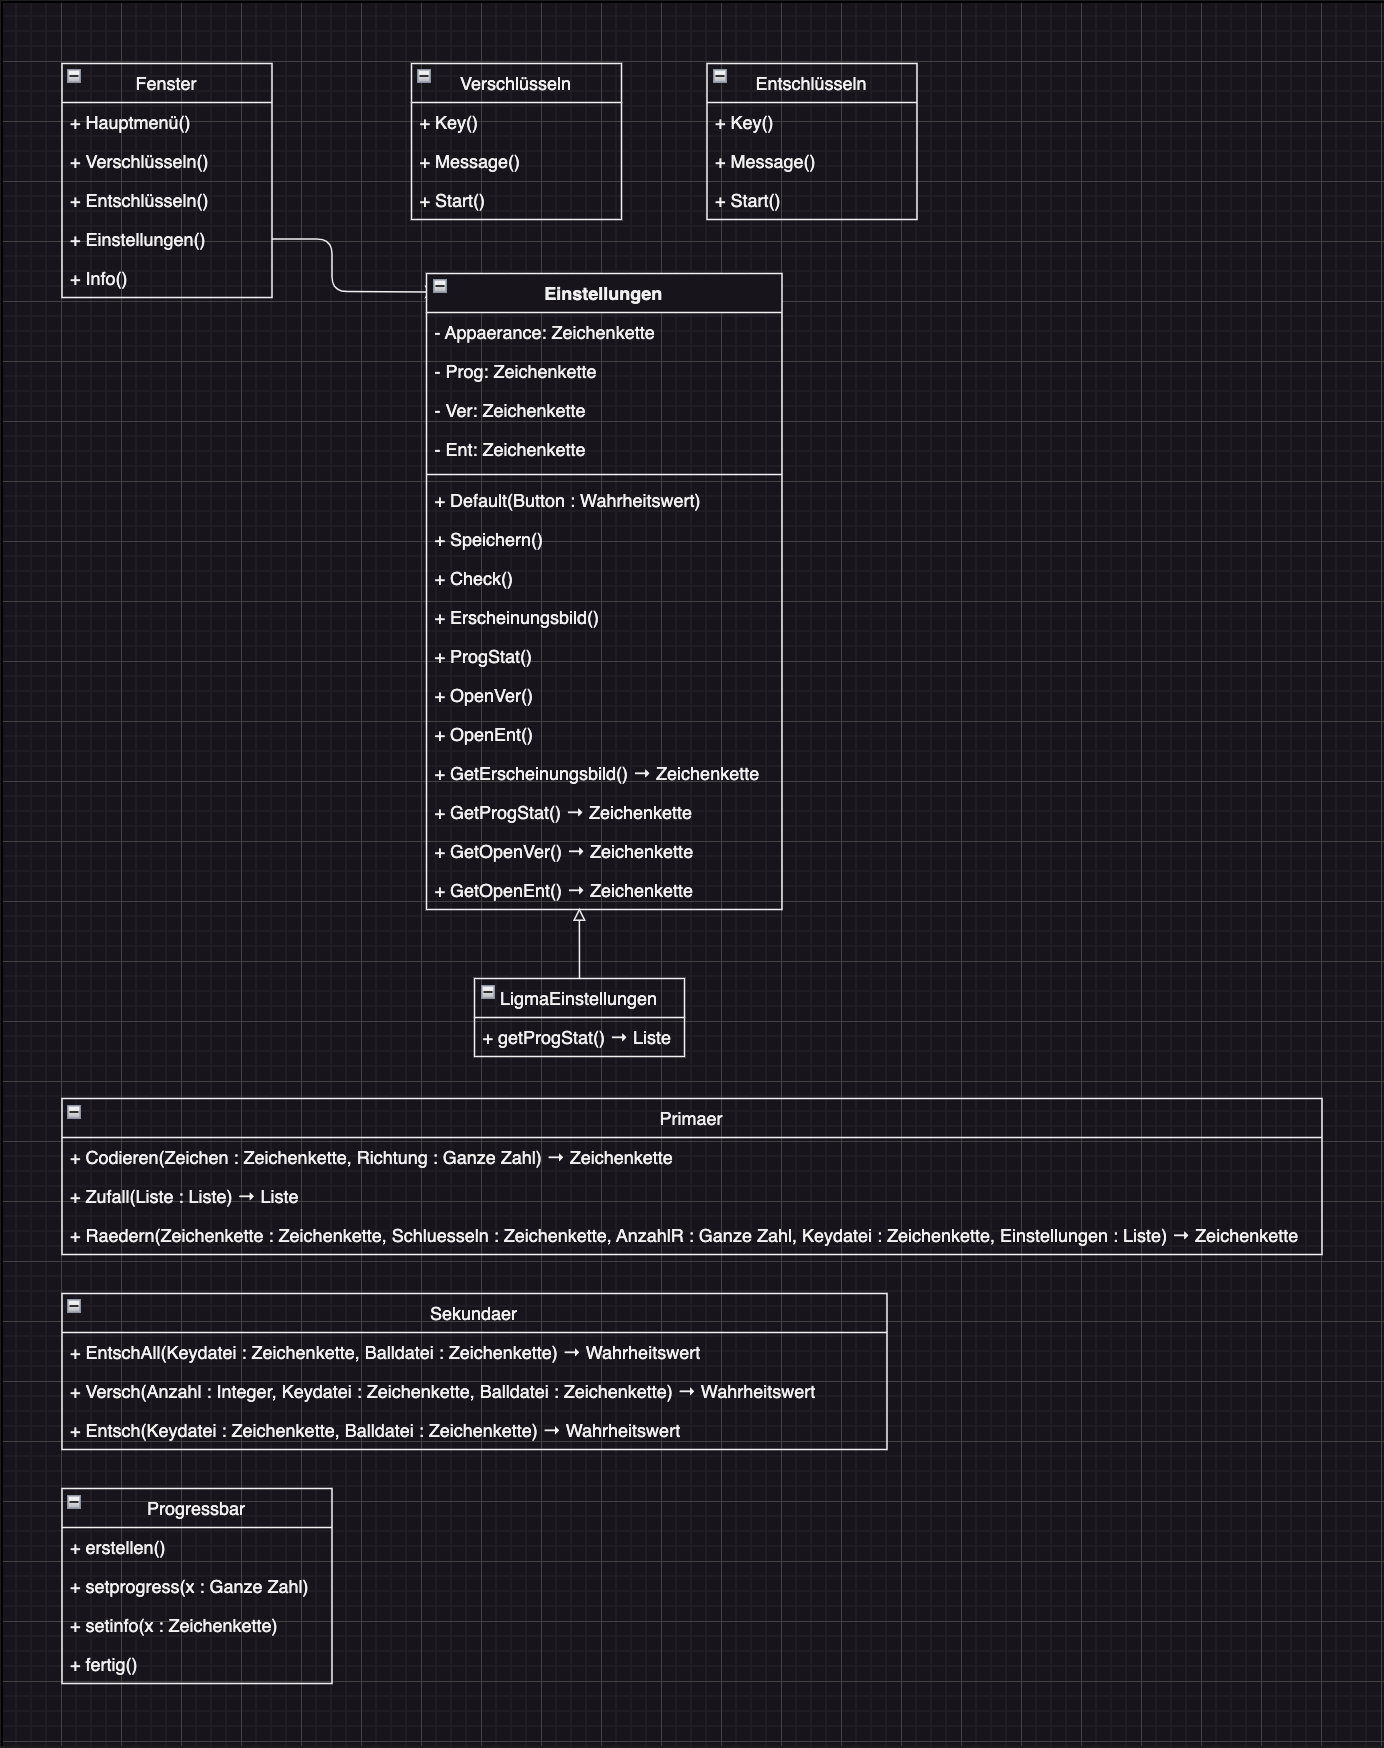 Fenster
+ Hauptmenü()
+ Verschlüsseln()
+ Entschlüsseln()
+ Einstellungen()
+ Info()
Verschlüsseln
+ Key()
+ Message()
+ Start()
Entschlüsseln
+ Key()
+ Message()
+ Start()
Einstellungen
- Appaerance: Zeichenkette
- Prog: Zeichenkette
- Ver: Zeichenkette
- Ent: Zeichenkette
+ Default(Button : Wahrheitswert)
+ Speichern()
+ Check()
+ Erscheinungsbild()
+ ProgStat()
+ OpenVer()
+ OpenEnt()
+ GetErscheinungsbild() → Zeichenkette
+ GetProgStat() → Zeichenkette
+ GetOpenVer() → Zeichenkette
+ GetOpenEnt() → Zeichenkette
LigmaEinstellungen
+ getProgStat() → Liste
Primaer
+ Codieren(Zeichen : Zeichenkette, Richtung : Ganze Zahl) → Zeichenkette
+ Zufall(Liste : Liste) → Liste
+ Raedern(Zeichenkette : Zeichenkette, Schluesseln : Zeichenkette, AnzahlR : Ganze Zahl, Keydatei : Zeichenkette, Einstellungen : Liste) → Zeichenkette
Sekundaer
+ EntschAll(Keydatei : Zeichenkette, Balldatei : Zeichenkette) → Wahrheitswert
+ Versch(Anzahl : Integer, Keydatei : Zeichenkette, Balldatei : Zeichenkette) → Wahrheitswert
+ Entsch(Keydatei : Zeichenkette, Balldatei : Zeichenkette) → Wahrheitswert
Progressbar
+ erstellen()
+ setprogress(x : Ganze Zahl)
+ setinfo(x : Zeichenkette)
+ fertig()